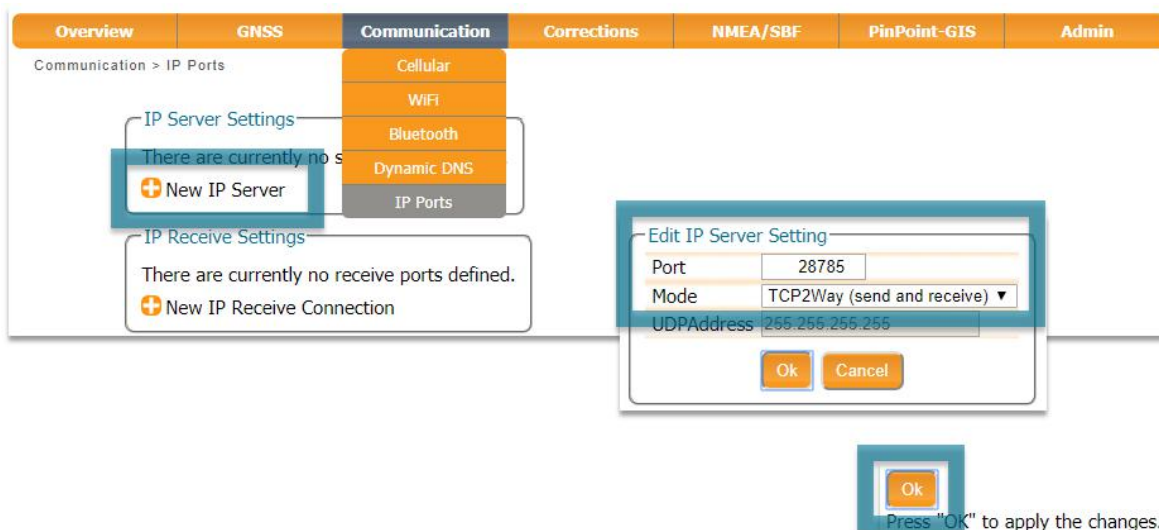 Overview GNSS Communication Corrections NMEA/SBF PinPoint-GIS Admin
Communication > IP Ports
Cellular
WiFi
Bluetooth
Dynamic DNS
IP Ports
IP Server Settings
There are currently no s
New IP Server
IP Receive Settings
There are currently no receive ports defined.
New IP Receive Connection
Edit IP Server Setting
Port 28785
Mode TCP2Way (send and receive)
UDPAddress 255.255.255.255
Ok Cancel
Ok
Press "OK" to apply the changes